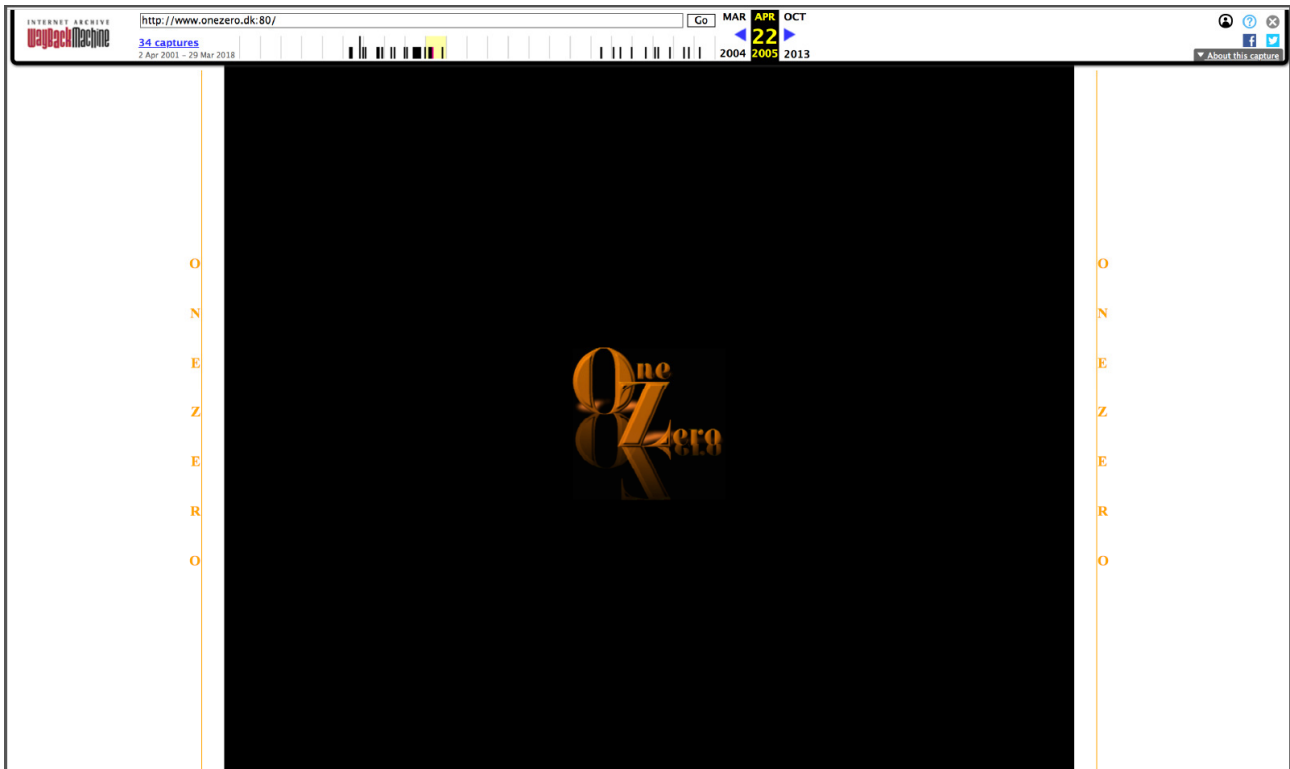 INTERNET ARCHIVE
WayBackMachine
http://www.onezero.dk:80/
Go
34 captures
2 Apr 2001 – 29 Mar 2018
MAR APR OCT
22
2004 2005 2013
?
f
▼ About this capture
O
N
E
Z
E
R
O
One
Zero
O
N
E
Z
E
R
O